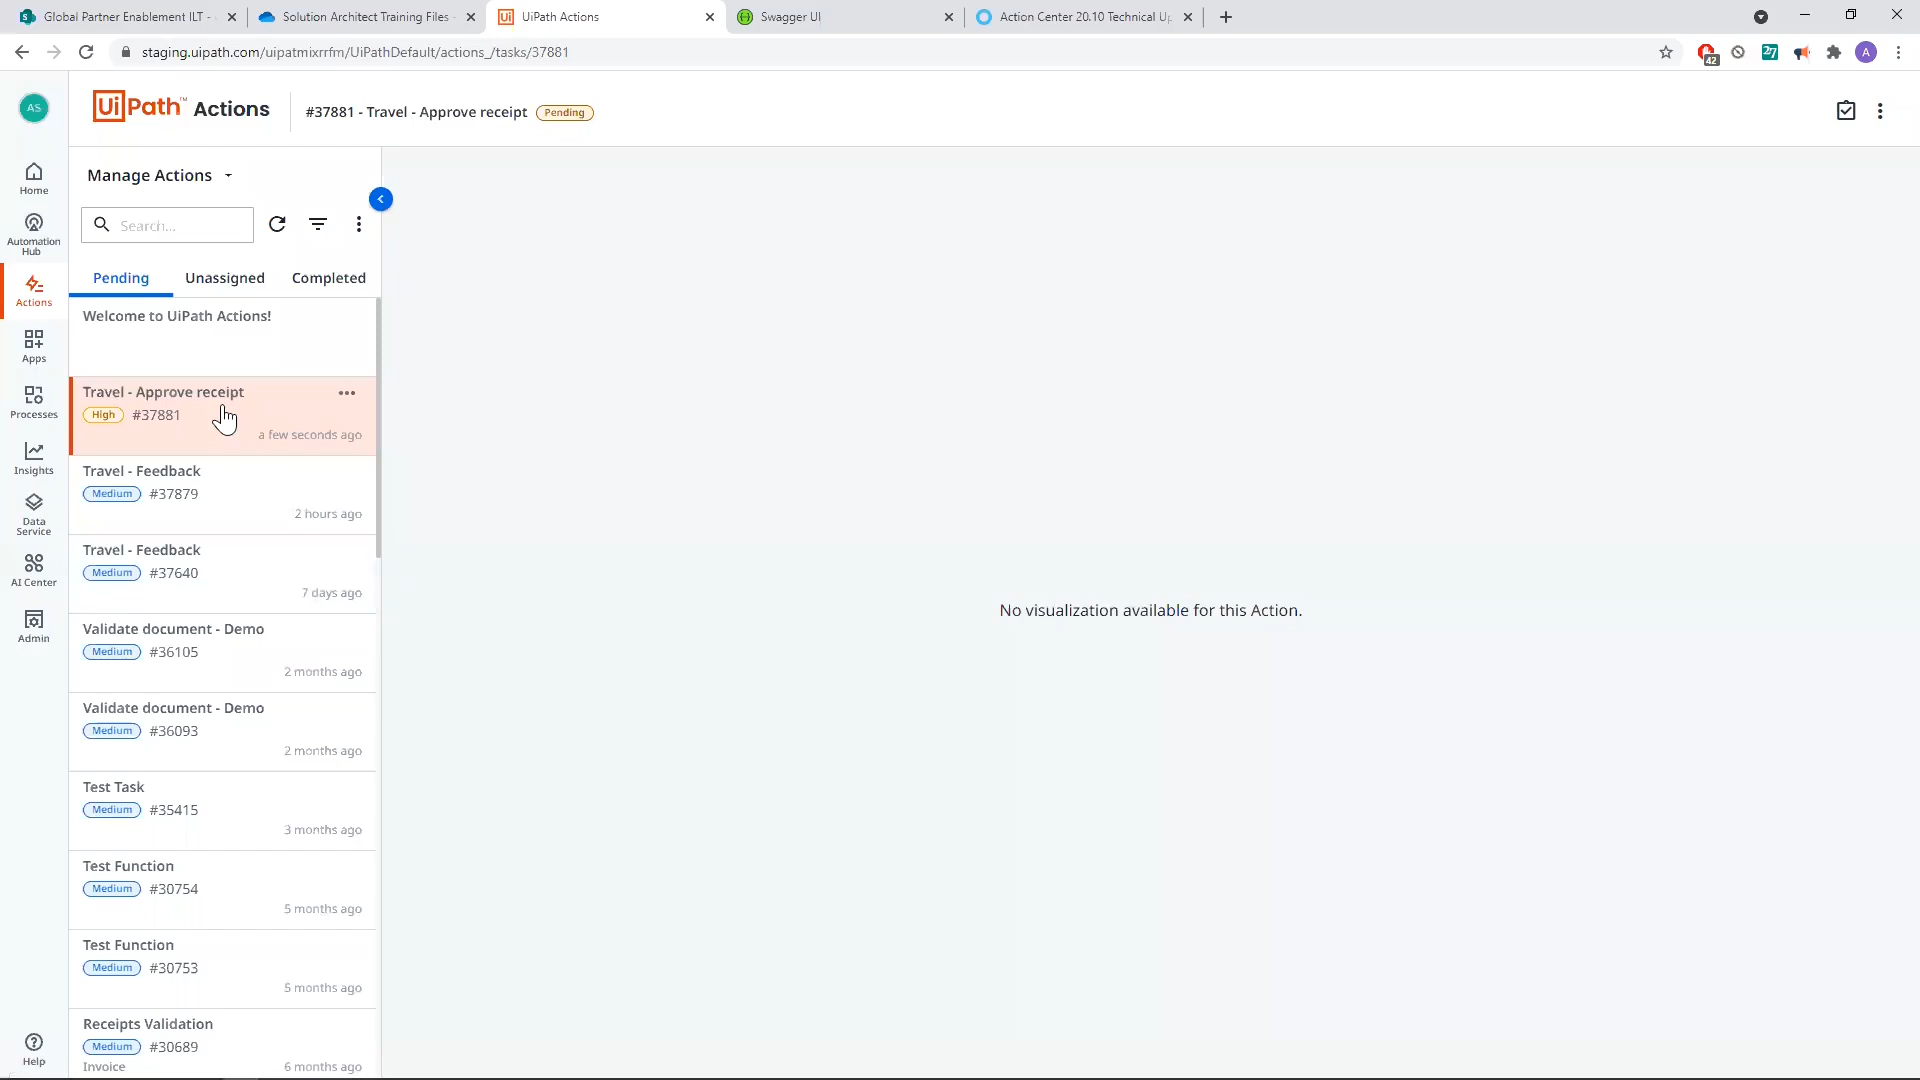 Global Partner Enablement ILT -
Solution Architect Training Files -
UiPath Actions
Swagger UI
Action Center 20.10 Technical Up
staging.uipath.com/uipatmixrrfm/UiPathDefault/actions_/tasks/37881
42
27
A
AS
UiPath™ Actions
#37881 - Travel - Approve receipt
Pending
Home
Automation
Hub
Actions
Apps
Processes
Insights
Data
Service
AI Center
Admin
Help
Manage Actions
Search...
Pending
Unassigned
Completed
Welcome to UiPath Actions!
Travel - Approve receipt
High #37881
a few seconds ago
Travel - Feedback
Medium #37879
2 hours ago
Travel - Feedback
Medium #37640
7 days ago
Validate document - Demo
Medium #36105
2 months ago
Validate document - Demo
Medium #36093
2 months ago
Test Task
Medium #35415
3 months ago
Test Function
Medium #30754
5 months ago
Test Function
Medium #30753
5 months ago
Receipts Validation
Medium #30689
Invoice 6 months ago
No visualization available for this Action.